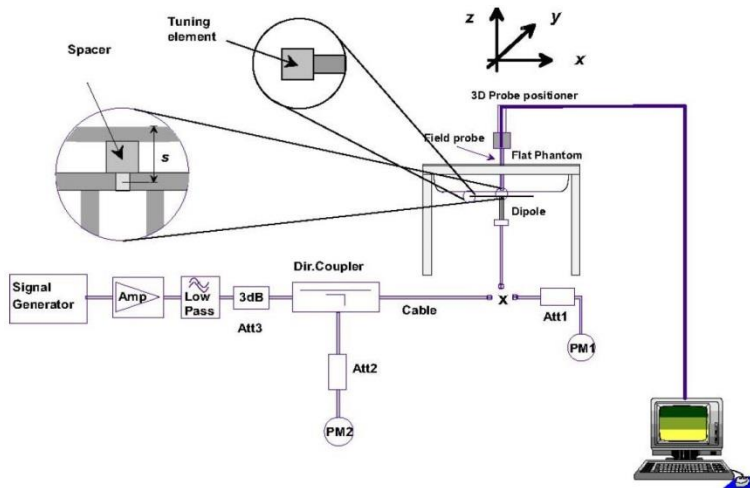 z
y
x
Tuning
element
Spacer
s
3D Probe positioner
Field probe
Flat Phantom
Dipole
Dir.Coupler
Signal
Generator
Amp
Low
Pass
3dB
Att3
Cable
x
Att1
PM1
Att2
PM2